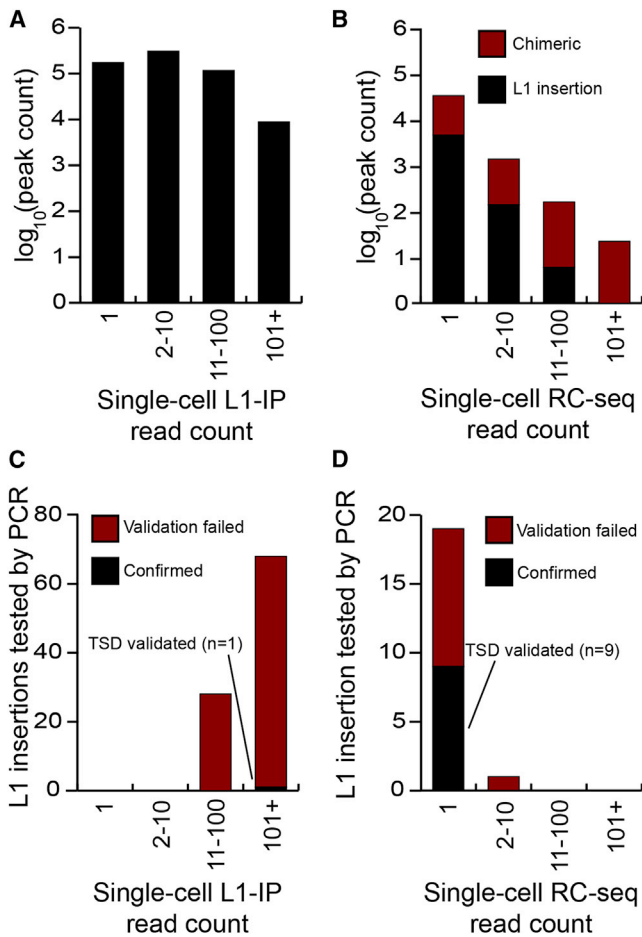 A
log10(peak count)
6
5
4
3
2
1
0
1
2-10
11-100
101+
Single-cell L1-IP
read count
B
Chimeric
L1 insertion
log10(peak count)
6
5
4
3
2
1
0
1
2-10
11-100
101+
Single-cell RC-seq
read count
C
Validation failed
Confirmed
TSD validated (n=1)
L1 insertions tested by PCR
80
60
40
20
0
1
2-10
11-100
101+
Single-cell L1-IP
read count
D
Validation failed
Confirmed
TSD validated (n=9)
L1 insertion tested by PCR
20
15
10
5
0
1
2-10
11-100
101+
Single-cell RC-seq
read count